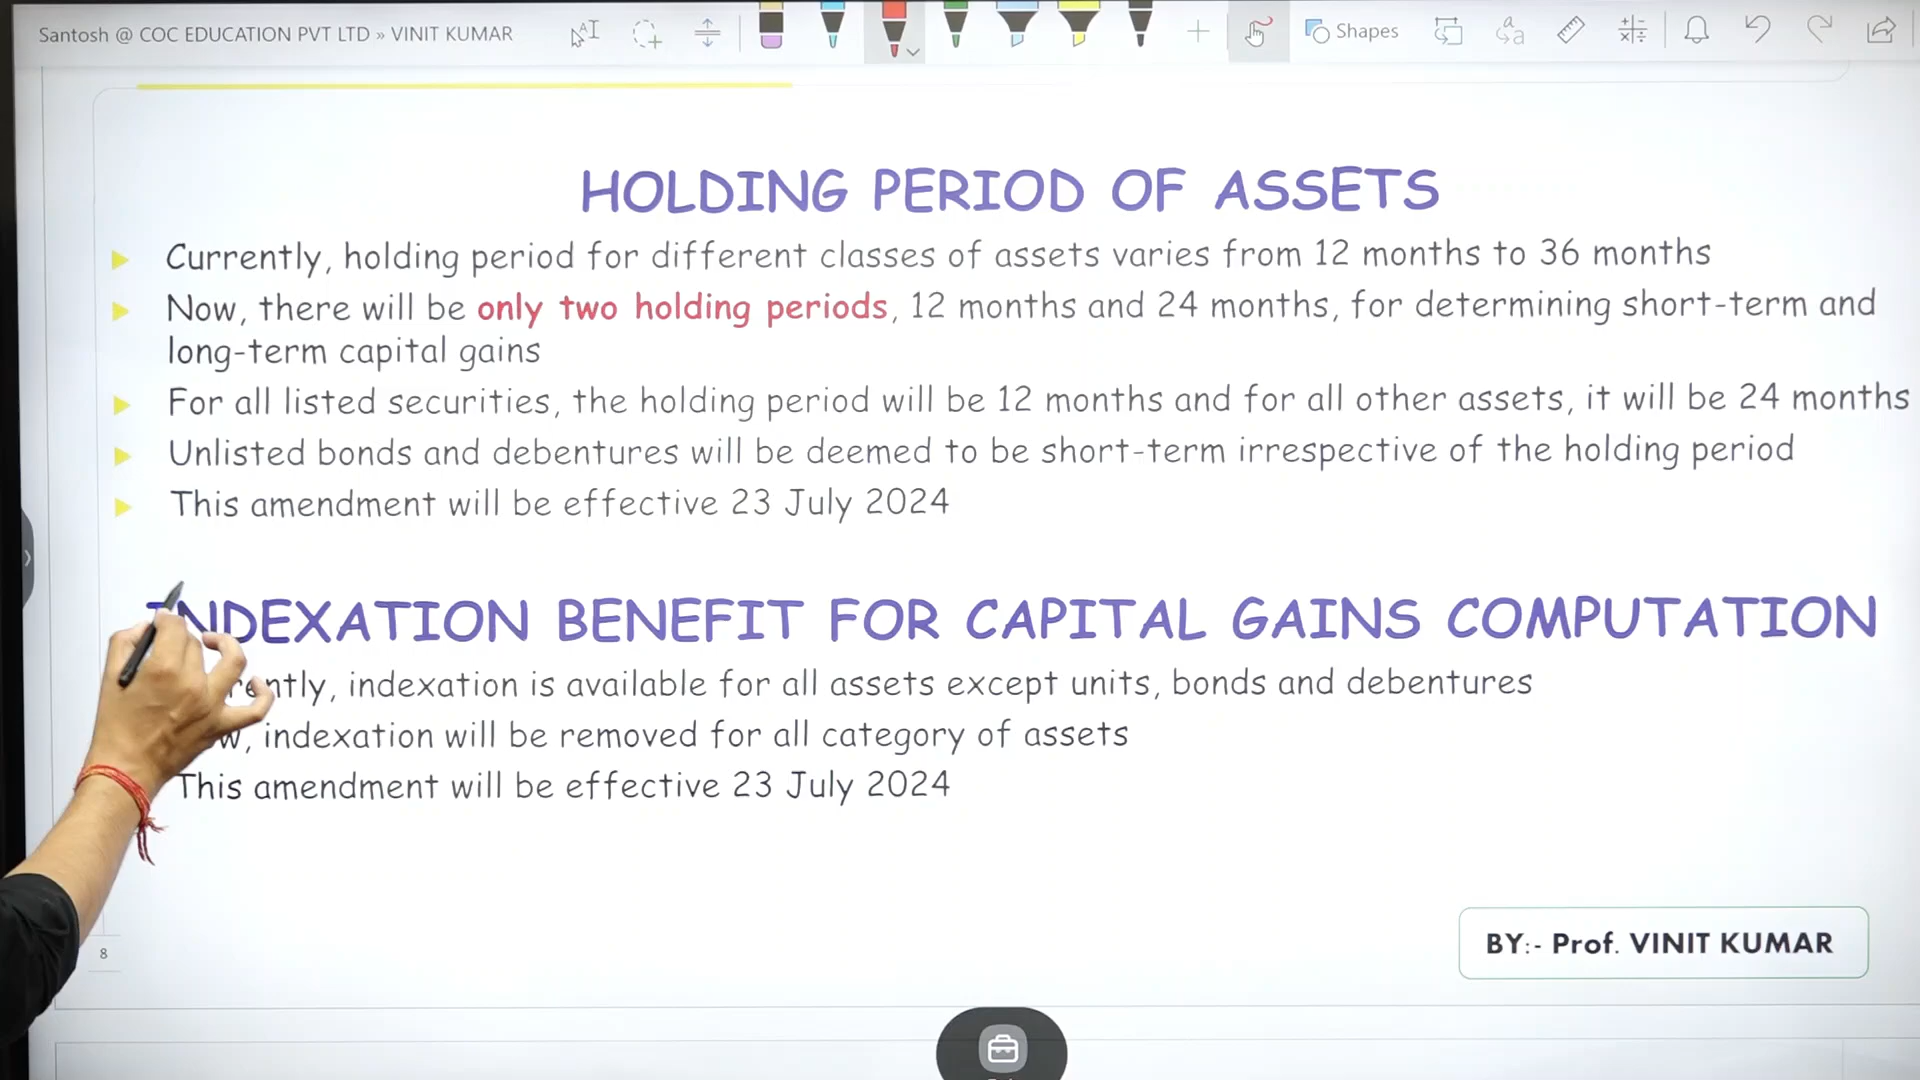 Santosh @ COC EDUCATION PVT LTD » VINIT KUMAR
Shapes
HOLDING PERIOD OF ASSETS
Currently, holding period for different classes of assets varies from 12 months to 36 months
Now, there will be only two holding periods, 12 months and 24 months, for determining short-term and
long-term capital gains
For all listed securities, the holding period will be 12 months and for all other assets, it will be 24 months
Unlisted bonds and debentures will be deemed to be short-term irrespective of the holding period
This amendment will be effective 23 July 2024
INDEXATION BENEFIT FOR CAPITAL GAINS COMPUTATION
indexation is available for all assets except units, bonds and debentures
indexation will be removed for all category of assets
This amendment will be effective 23 July 2024
BY:- Prof. VINIT KUMAR
8